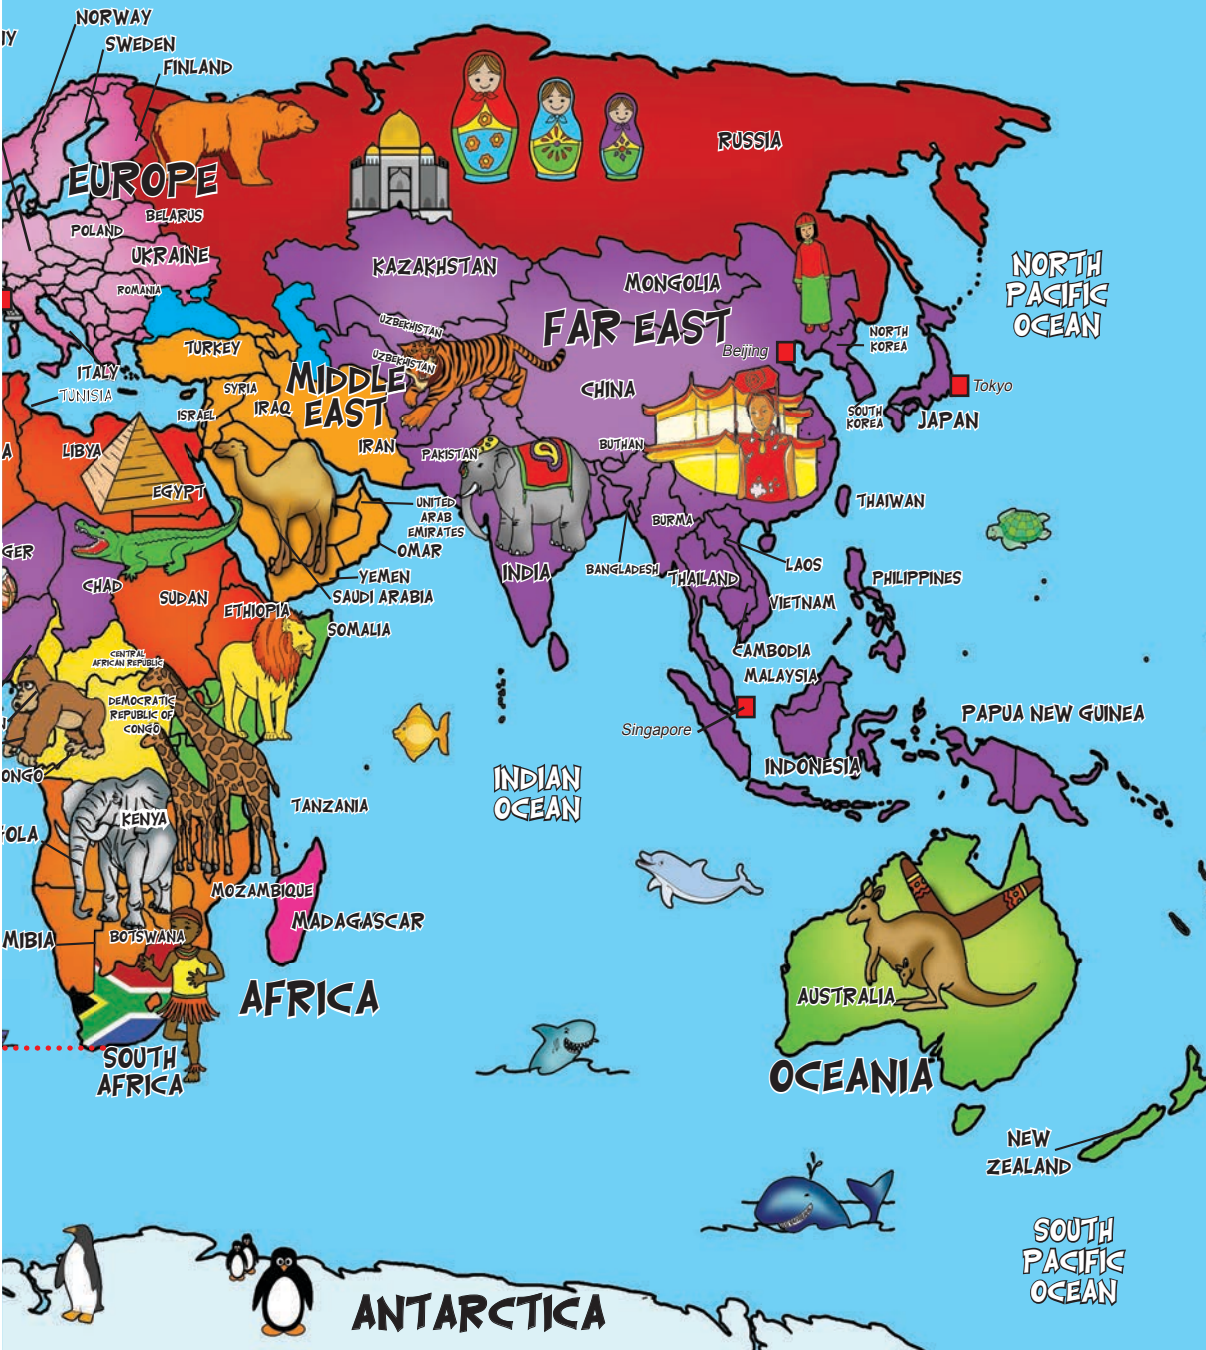 NORWAY
SWEDEN
FINLAND
RUSSIA
EUROPE
BELARUS
POLAND
UKRAINE
ROMANIA
ITALY
TUNISIA
KAZAKHSTAN
MONGOLIA
FAR EAST
NORTH
PACIFIC
OCEAN
UZBEKISTAN
UZBEKISTAN
TURKEY
SYRIA
IRAQ
ISRAEL
MIDDLE
EAST
IRAN
Beijing
NORTH
KOREA
Tokyo
CHINA
SOUTH
KOREA
JAPAN
LIBYA
EGYPT
PAKISTAN
BUTHAN
UNITED
ARAB
EMIRATES
OMAR
YEMEN
SAUDI ARABIA
BURMA
THAIWAN
GER
CHAD
SUDAN
ETHIOPIA
SOMALIA
INDIA
BANGLADESH
THAILAND
LAOS
VIETNAM
PHILIPPINES
CAMBODIA
MALAYSIA
CENTRAL
AFRICAN REPUBLIC
DEMOCRATIC
REPUBLIC OF
CONGO
Singapore
PAPUA NEW GUINEA
INDONESIA
ONGO
INDIAN
OCEAN
TANZANIA
KENYA
OLA
MOZAMBIQUE
MADAGASCAR
MIBIA
BOTSWANA
AFRICA
SOUTH
AFRICA
AUSTRALIA
OCEANIA
NEW
ZEALAND
SOUTH
PACIFIC
OCEAN
ANTARCTICA